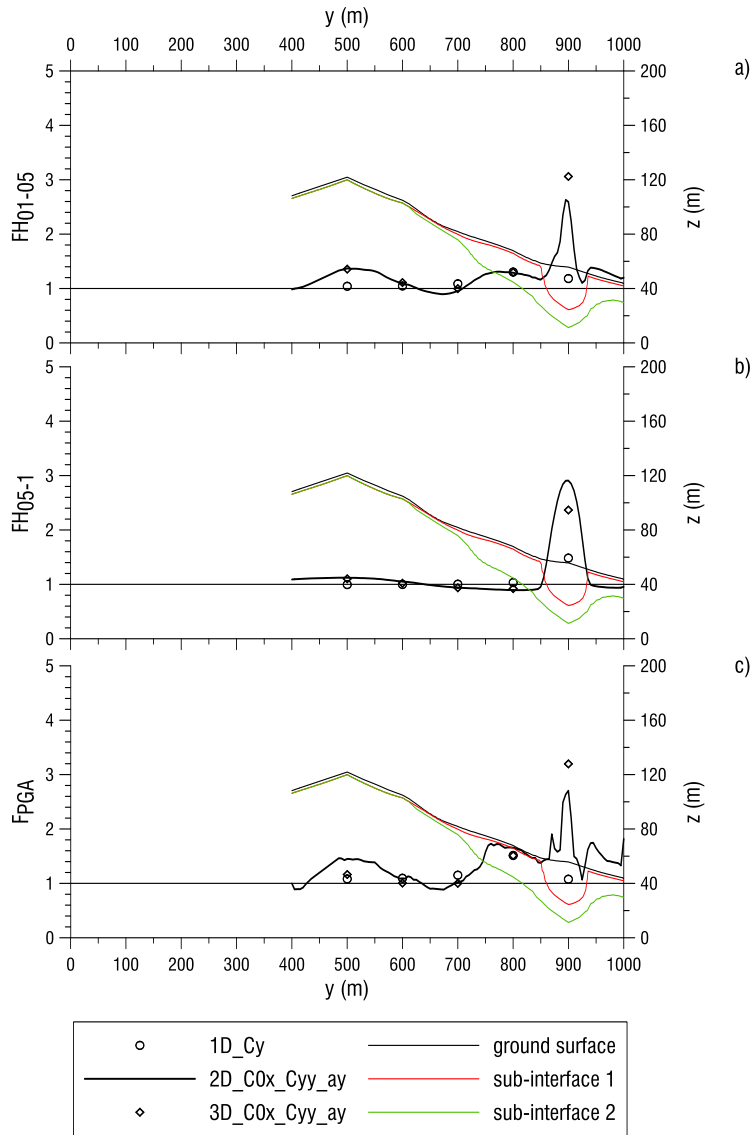 y (m)
0 100 200 300 400 500 600 700 800 900 1000
a)
5 4 3 2 1 0
FH01-05
200 160 120 80 40 0
z (m)
b)
5 4 3 2 1 0
FH05-1
200 160 120 80 40 0
z (m)
c)
5 4 3 2 1 0
FPGA
200 160 120 80 40 0
z (m)
0 100 200 300 400 500 600 700 800 900 1000
y (m)
1D_Cy ground surface
2D_C0x_Cyy_ay sub-interface 1
3D_C0x_Cyy_ay sub-interface 2